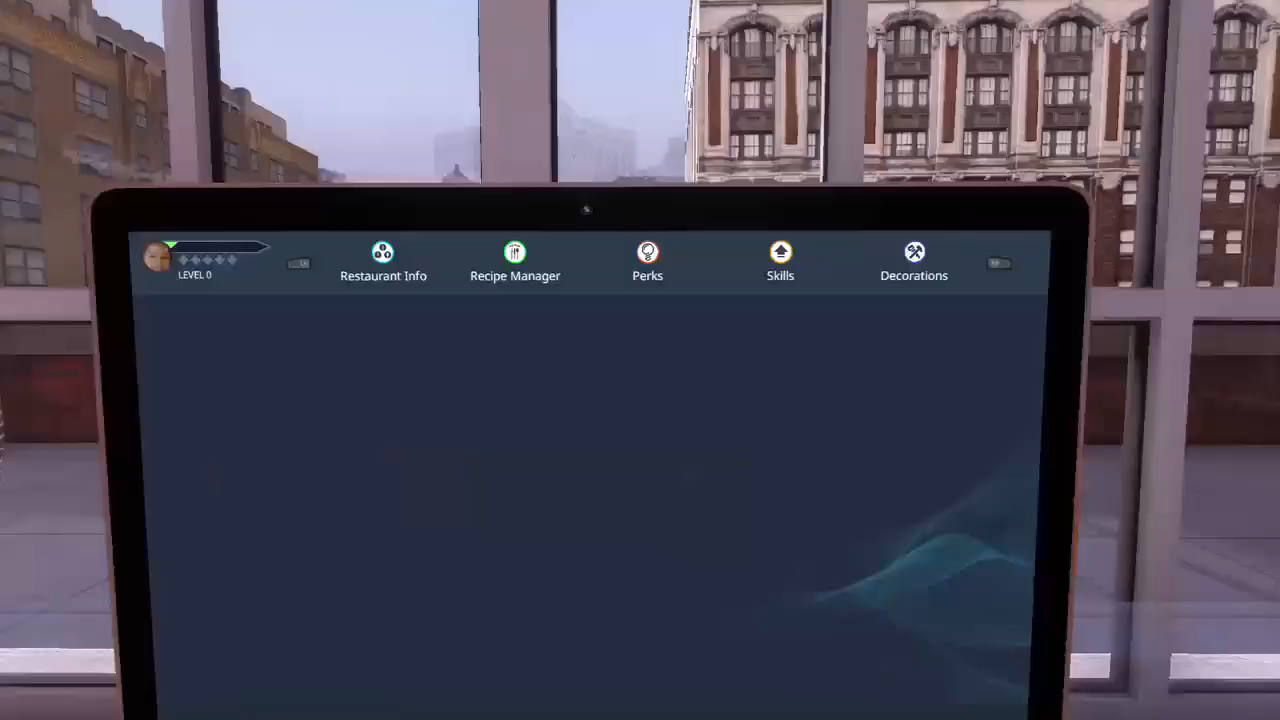 Restaurant Info
Recipe Manager
Perks
Skills
Decorations
LEVEL 0